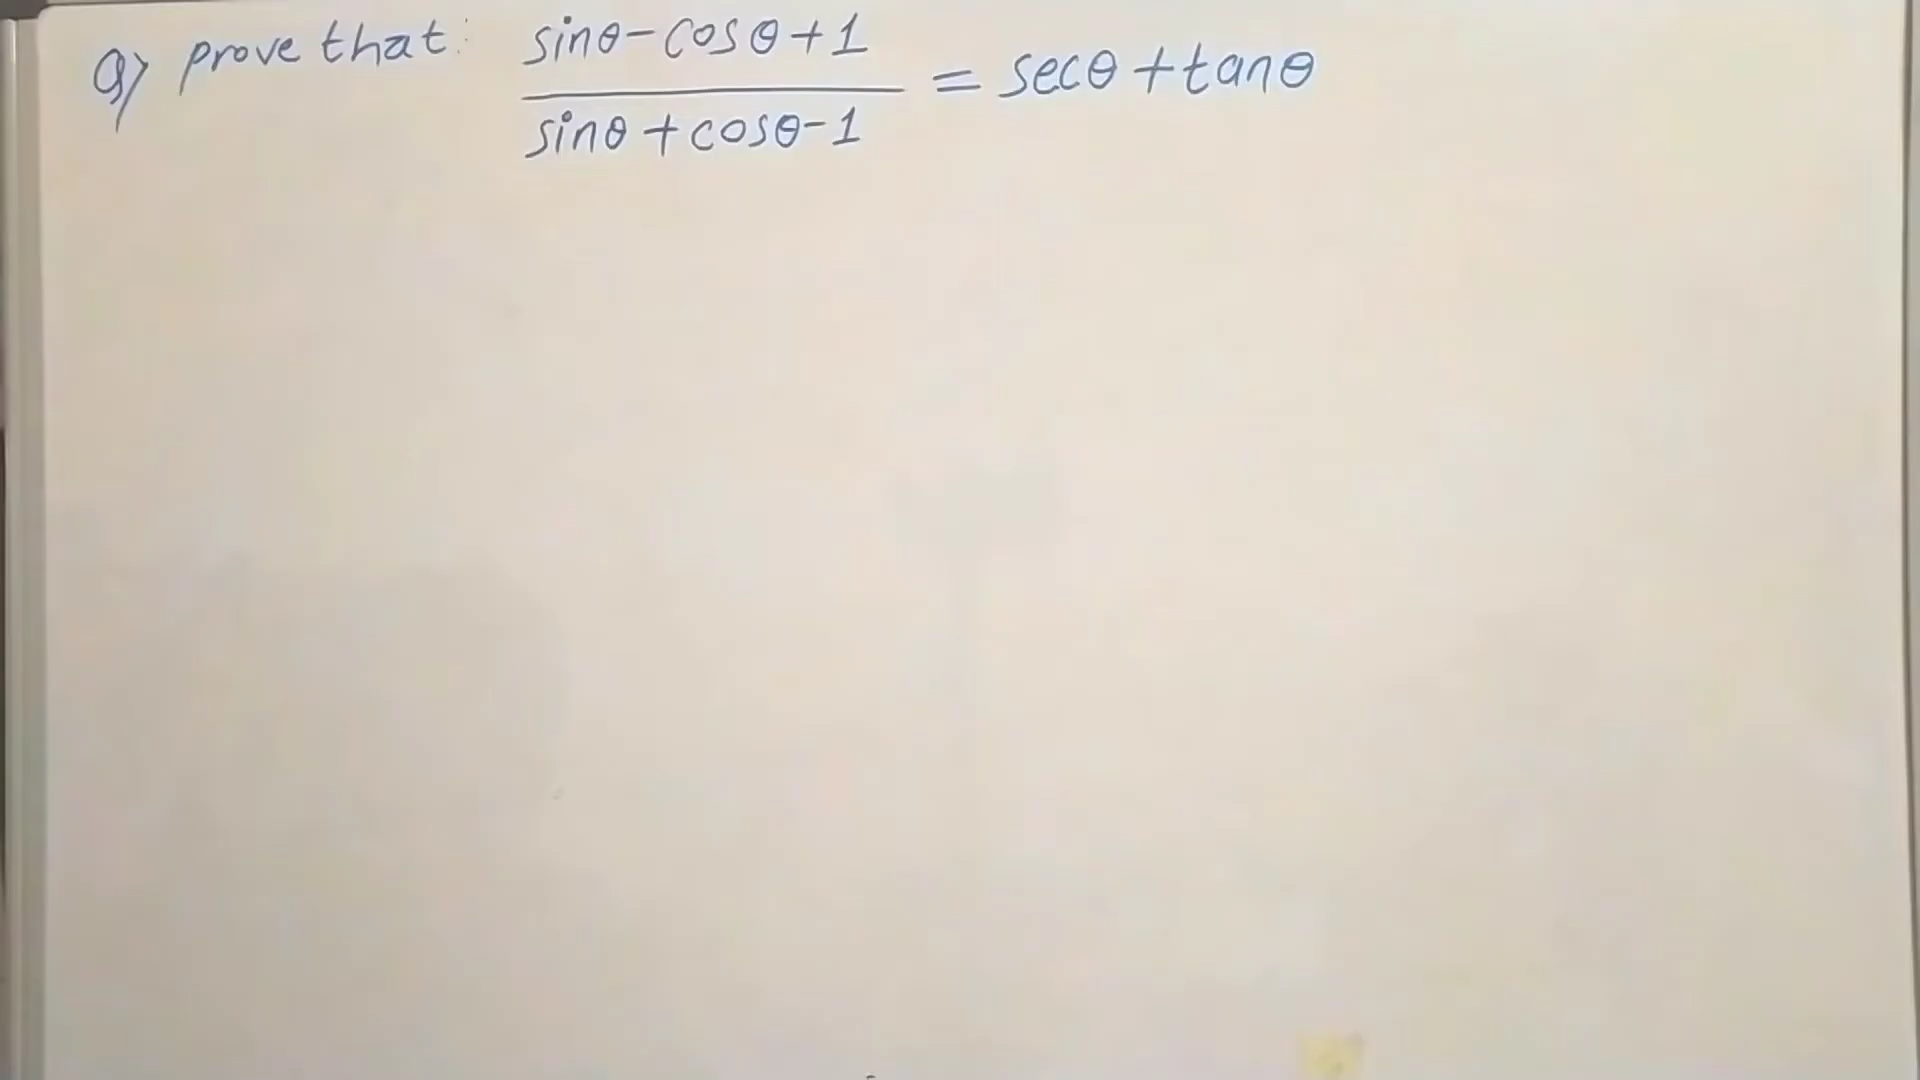 Q) prove that: sinθ-cosθ+1 / sinθ+cosθ-1 = secθ+tanθ